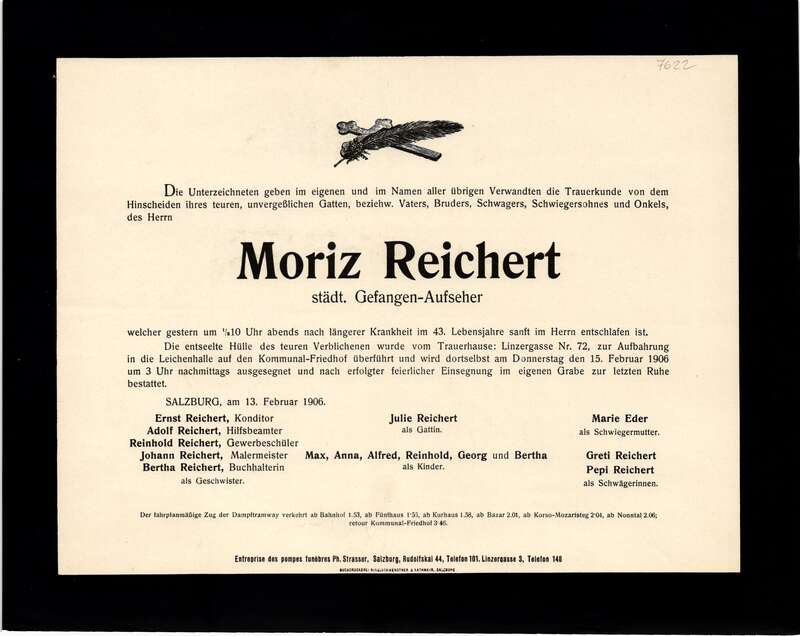 7622
Die Unterzeichneten geben im eigenen und im Namen aller übrigen Verwandten die Trauerkunde von dem
Hinscheiden ihres teuren, unvergeßlichen Gatten, beziehw. Vaters, Bruders, Schwagers, Schwiegersohnes und Onkels,
des Herrn
Moriz Reichert
städt. Gefangen-Aufseher
welcher gestern um ½10 Uhr abends nach längerer Krankheit im 43. Lebensjahre sanft im Herrn entschlafen ist.
Die entseelte Hülle des teuren Verblichenen wurde vom Trauerhause: Linzergasse Nr. 72, zur Aufbahrung
in die Leichenhalle auf den Kommunal-Friedhof überführt und wird dortselbst am Donnerstag den 15. Februar 1906
um 3 Uhr nachmittags ausgesegnet und nach erfolgter feierlicher Einsegnung im eigenen Grabe zur letzten Ruhe
bestattet.
SALZBURG, am 13. Februar 1906.
Ernst Reichert, Konditor
Adolf Reichert, Hilfsbeamter
Reinhold Reichert, Gewerbeschüler
Johann Reichert, Malermeister
Bertha Reichert, Buchhalterin
als Geschwister.
Julie Reichert
als Gattin.
Max, Anna, Alfred, Reinhold, Georg und Bertha
als Kinder.
Marie Eder
als Schwiegermutter.
Greti Reichert
Pepi Reichert
als Schwägerinnen.
Der fahrplanmäßige Zug der Dampftramway verkehrt ab Bahnhof 1.53, ab Fünfhaus 1·55, ab Kurhaus 1.58, ab Bazar 2.01, ab Korso-Mozartsteg 2·04, ab Nonntal 2.06;
retour Kommunal-Friedhof 3·46.
Entreprise des pompes funèbres Ph. Strasser, Salzburg, Rudolfskai 44, Telefon 101. Linzergasse 3, Telefon 148
BUCHDRUCKEREI & RATHMAYR, SALZBURG.